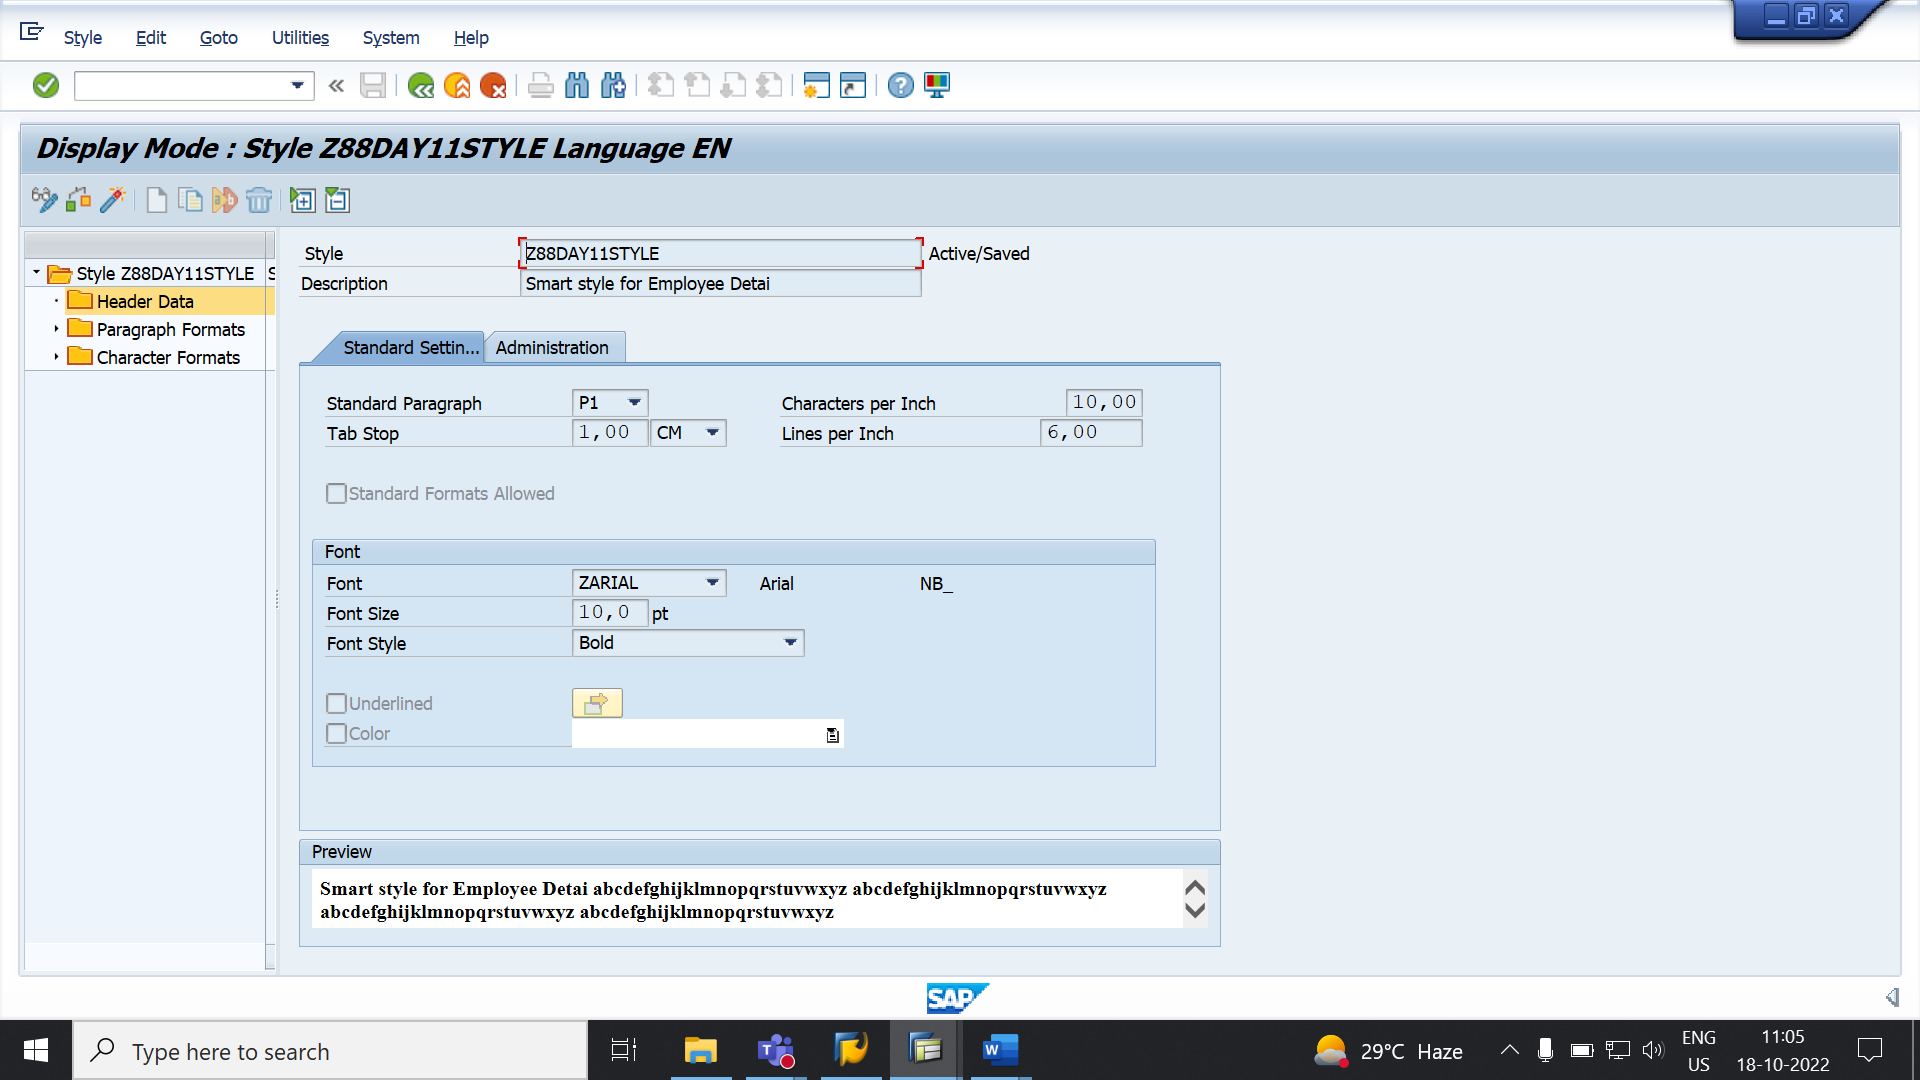 Style Edit Goto Utilities System Help
Display Mode : Style Z88DAY11STYLE Language EN
Style Z88DAY11STYLE S
Header Data
Paragraph Formats
Character Formats
Style Z88DAY11STYLE Active/Saved
Description Smart style for Employee Detai
Standard Settin... Administration
Standard Paragraph P1 Characters per Inch 10,00
Tab Stop 1,00 CM Lines per Inch 6,00
Standard Formats Allowed
Font
Font ZARIAL Arial NB_
Font Size 10,0 pt
Font Style Bold
Underlined
Color
Preview
Smart style for Employee Detai abcdefghijklmnopqrstuvwxyz abcdefghijklmnopqrstuvwxyz
abcdefghijklmnopqrstuvwxyz abcdefghijklmnopqrstuvwxyz
SAP
Type here to search
29°C Haze
ENG
US
11:05
18-10-2022